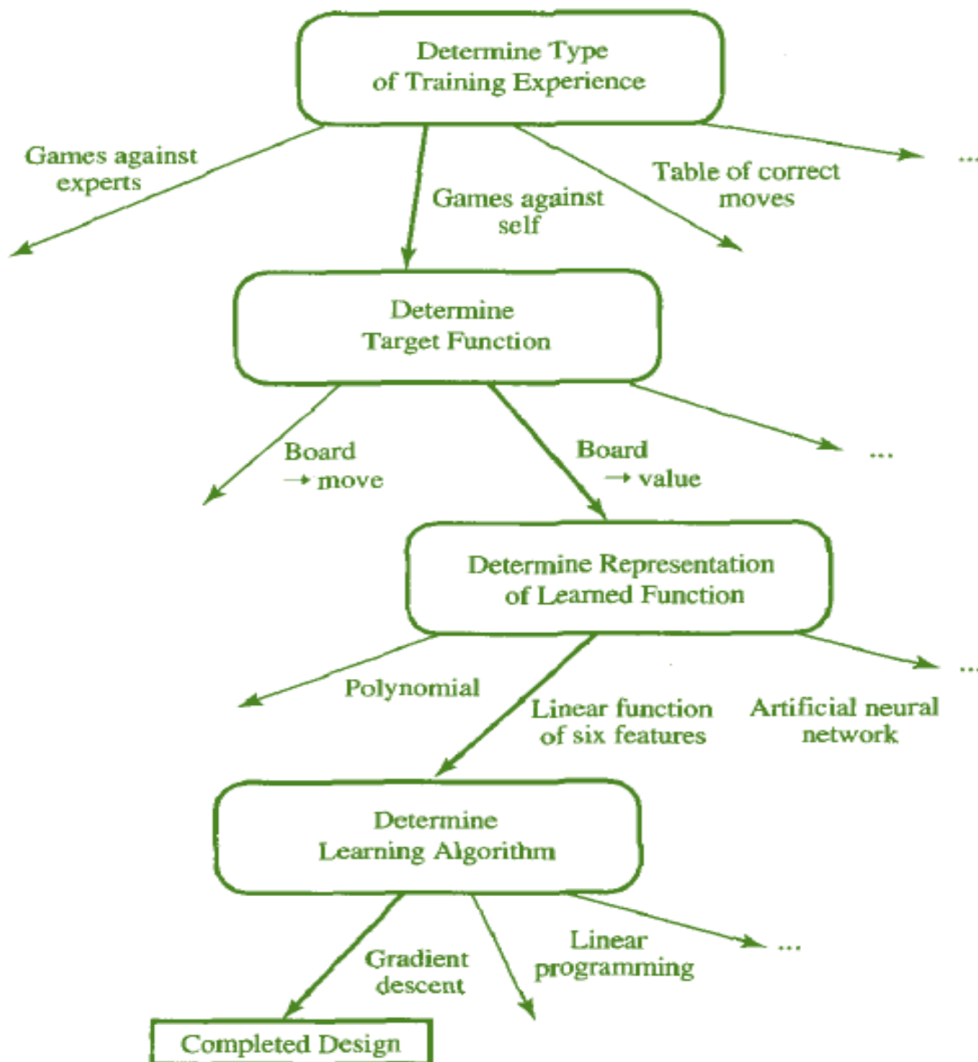 Determine Type
of Training Experience
Games against
experts
Games against
self
Table of correct
moves
...
Determine
Target Function
Board
→ move
Board
→ value
...
Determine Representation
of Learned Function
Polynomial
Linear function
of six features
Artificial neural
network
...
Determine
Learning Algorithm
Gradient
descent
Linear
programming
...
Completed Design